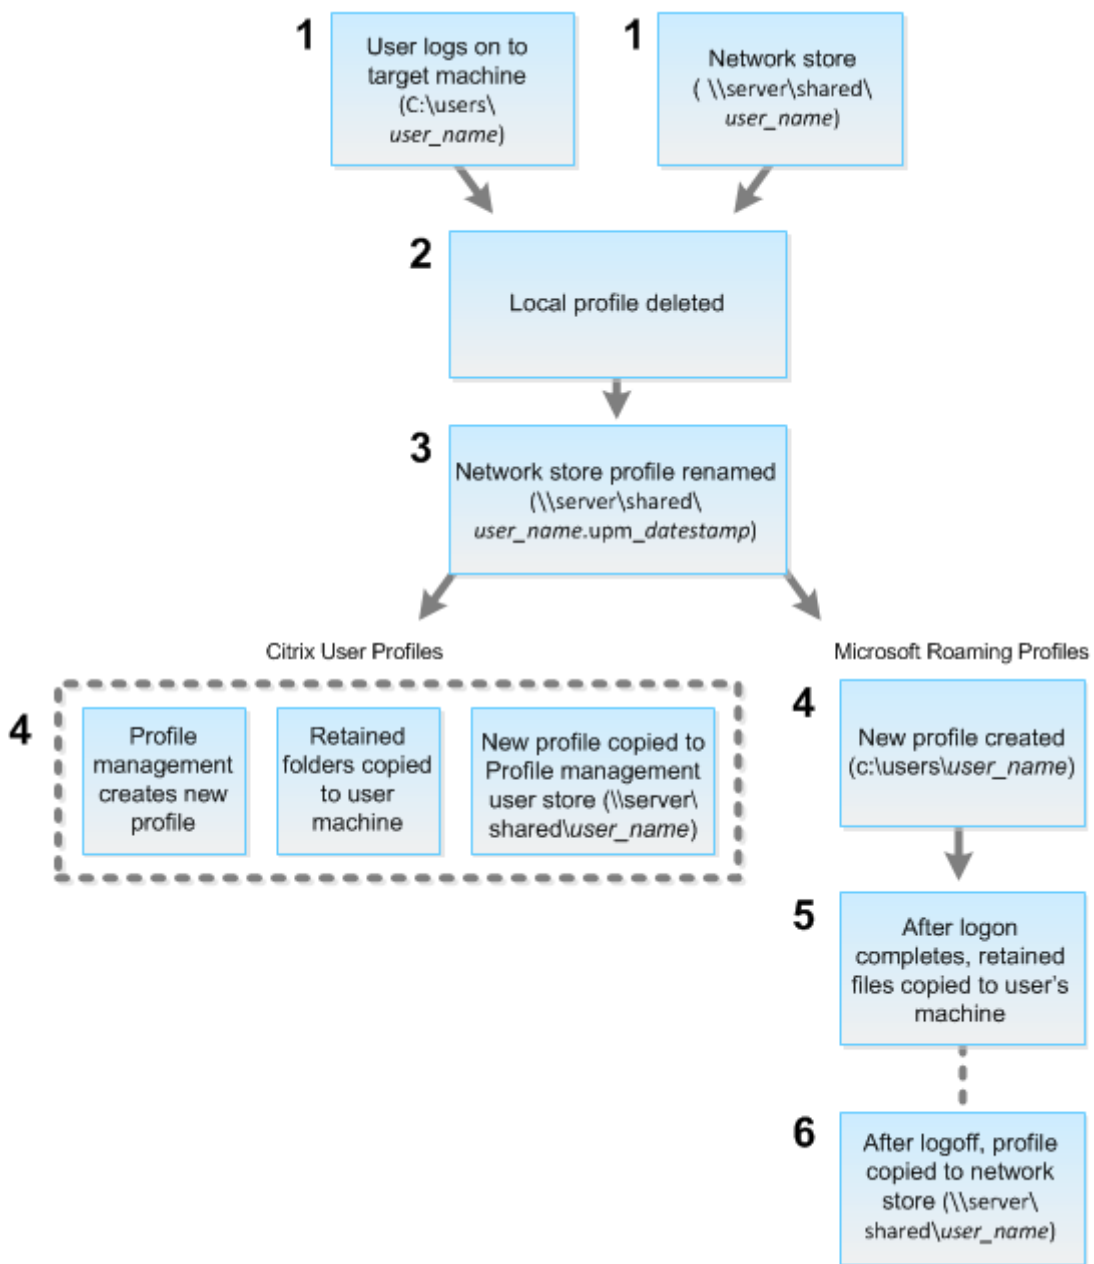 1
User logs on to
target machine
(C:\users\
user_name)
1
Network store
( \\server\shared\
user_name)
2
Local profile deleted
3
Network store profile renamed
(\\server\shared\
user_name.upm_datestamp)
Citrix User Profiles
4
Profile
management
creates new
profile
Retained
folders copied
to user
machine
New profile copied to
Profile management
user store (\\server\
shared\user_name)
Microsoft Roaming Profiles
4
New profile created
(c:\users\user_name)
5
After logon
completes, retained
files copied to user's
machine
6
After logoff, profile
copied to network
store (\\server\
shared\user_name)